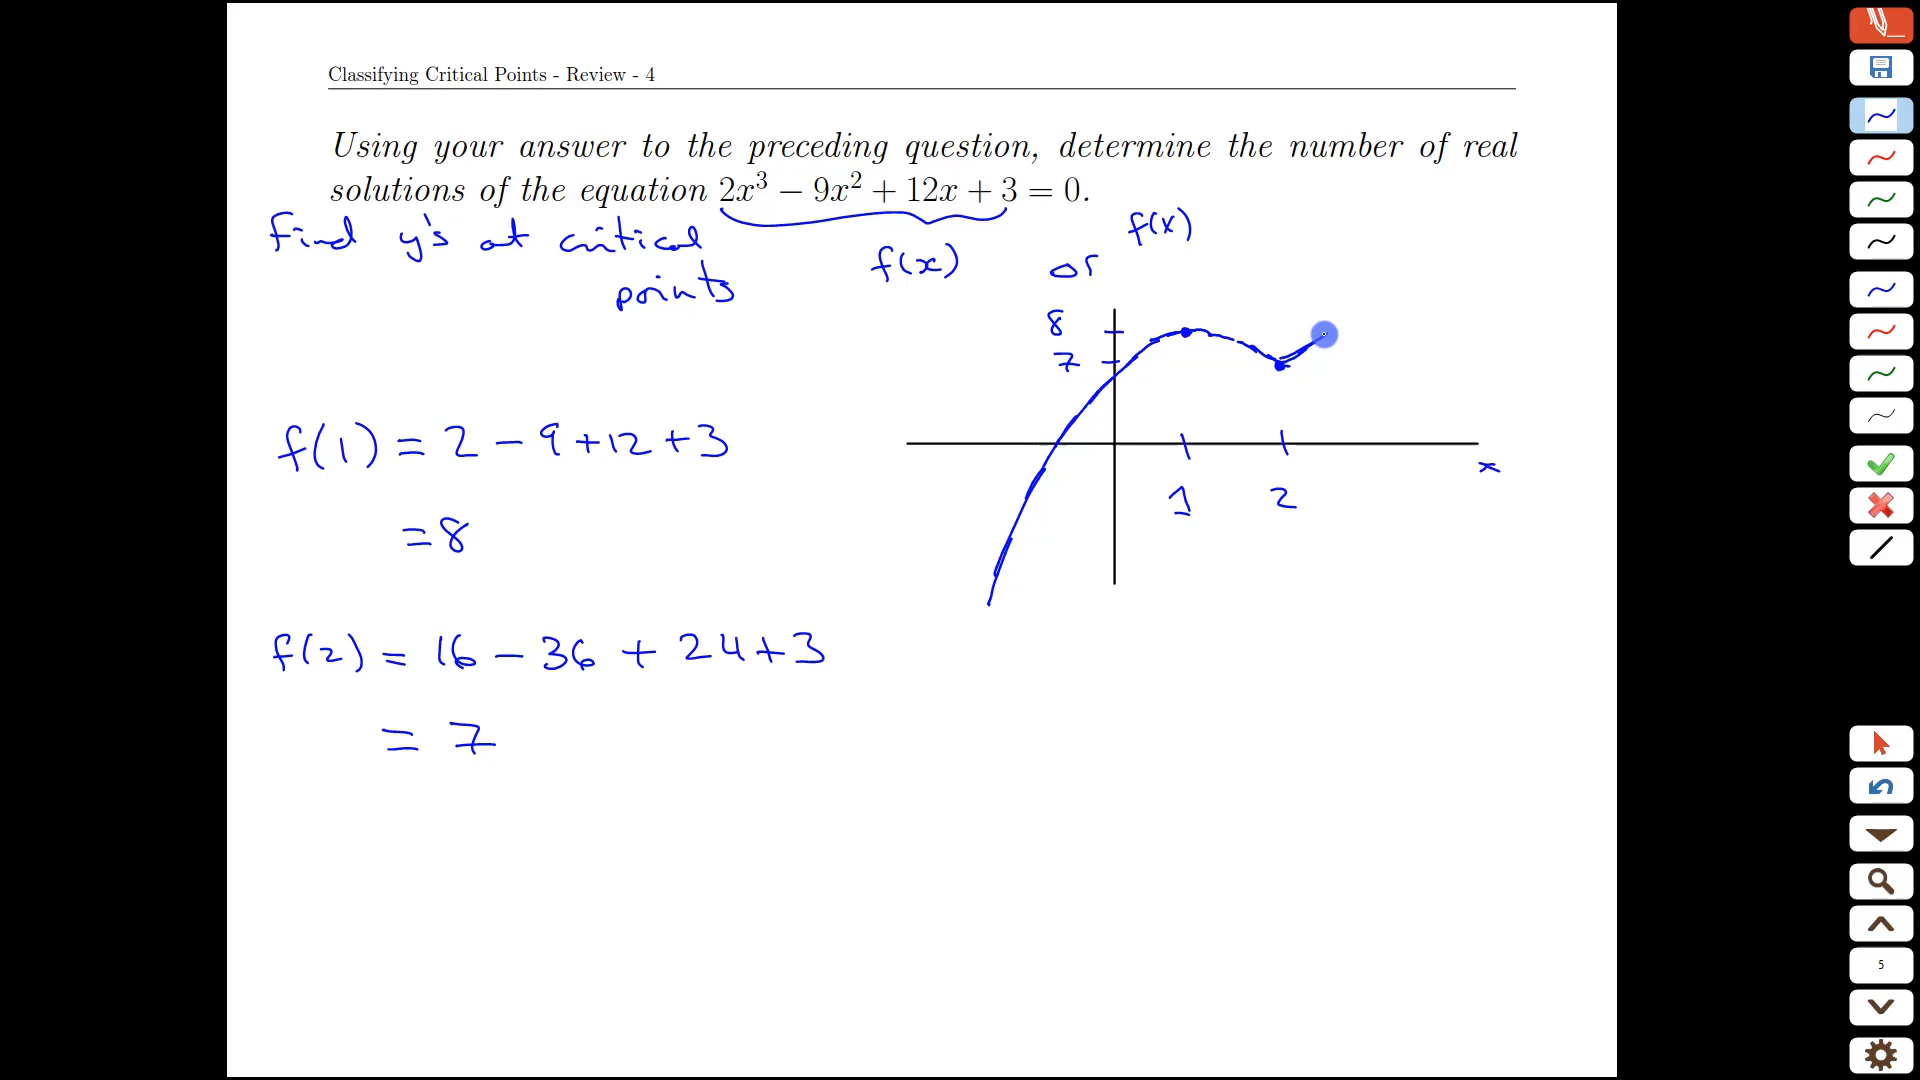 Classifying Critical Points - Review - 4
Using your answer to the preceding question, determine the number of real
solutions of the equation 2x³ − 9x² + 12x + 3 = 0.
Find y's at critical
points
f(x)
or
f(x)
8
7
1
2
x
f(1) = 2 − 9 + 12 + 3
= 8
f(2) = 16 − 36 + 24 + 3
= 7
5